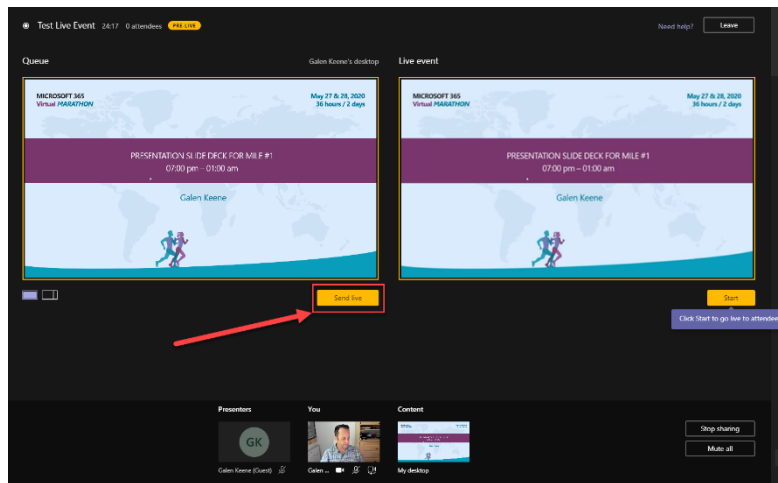 Test Live Event 24:17 0 attendees PRE-LIVE
Need help? Leave
Queue
Galen Keene's desktop
Live event
MICROSOFT 365
Virtual MARATHON
May 27 & 28, 2020
36 hours / 2 days
PRESENTATION SLIDE DECK FOR MILE #1
07:00 pm – 01:00 am
Galen Keene
MICROSOFT 365
Virtual MARATHON
May 27 & 28, 2020
36 hours / 2 days
PRESENTATION SLIDE DECK FOR MILE #1
07:00 pm – 01:00 am
Galen Keene
Send live
Start
Click Start to go live to attendee
Presenters
You
Content
GK
Galen Keene (Guest)
Galen ...
My desktop
Stop sharing
Mute all